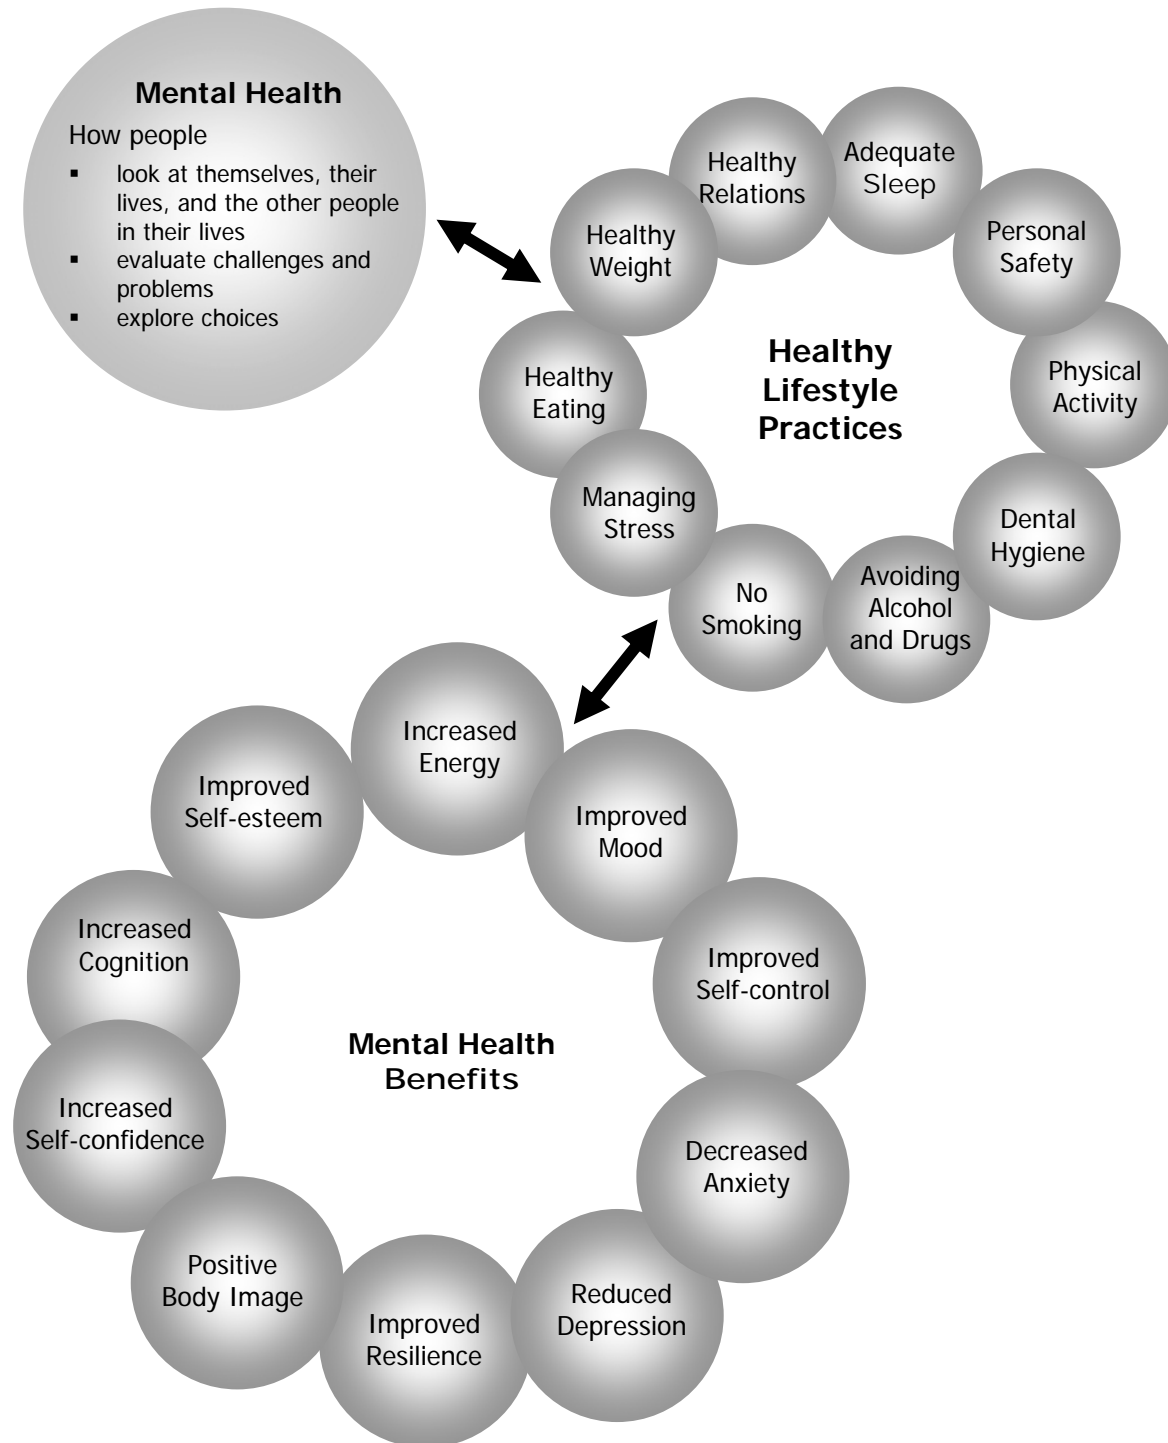 Mental Health
How people
▪ look at themselves, their
lives, and the other people
in their lives
▪ evaluate challenges and
problems
▪ explore choices
Healthy
Lifestyle
Practices
Healthy
Relations
Adequate
Sleep
Personal
Safety
Physical
Activity
Dental
Hygiene
Avoiding
Alcohol
and Drugs
No
Smoking
Managing
Stress
Healthy
Eating
Healthy
Weight
Mental Health
Benefits
Increased
Energy
Improved
Mood
Improved
Self-control
Decreased
Anxiety
Reduced
Depression
Improved
Resilience
Positive
Body Image
Increased
Self-confidence
Increased
Cognition
Improved
Self-esteem